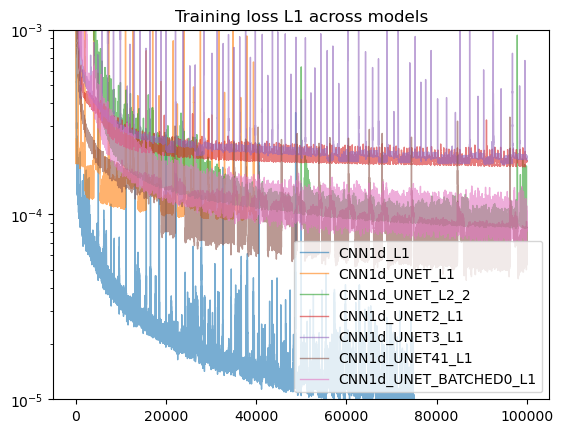 Training loss L1 across models
10⁻³
10⁻⁴
10⁻⁵
CNN1d_L1
CNN1d_UNET_L1
CNN1d_UNET_L2_2
CNN1d_UNET2_L1
CNN1d_UNET3_L1
CNN1d_UNET41_L1
CNN1d_UNET_BATCHED0_L1
0 20000 40000 60000 80000 100000